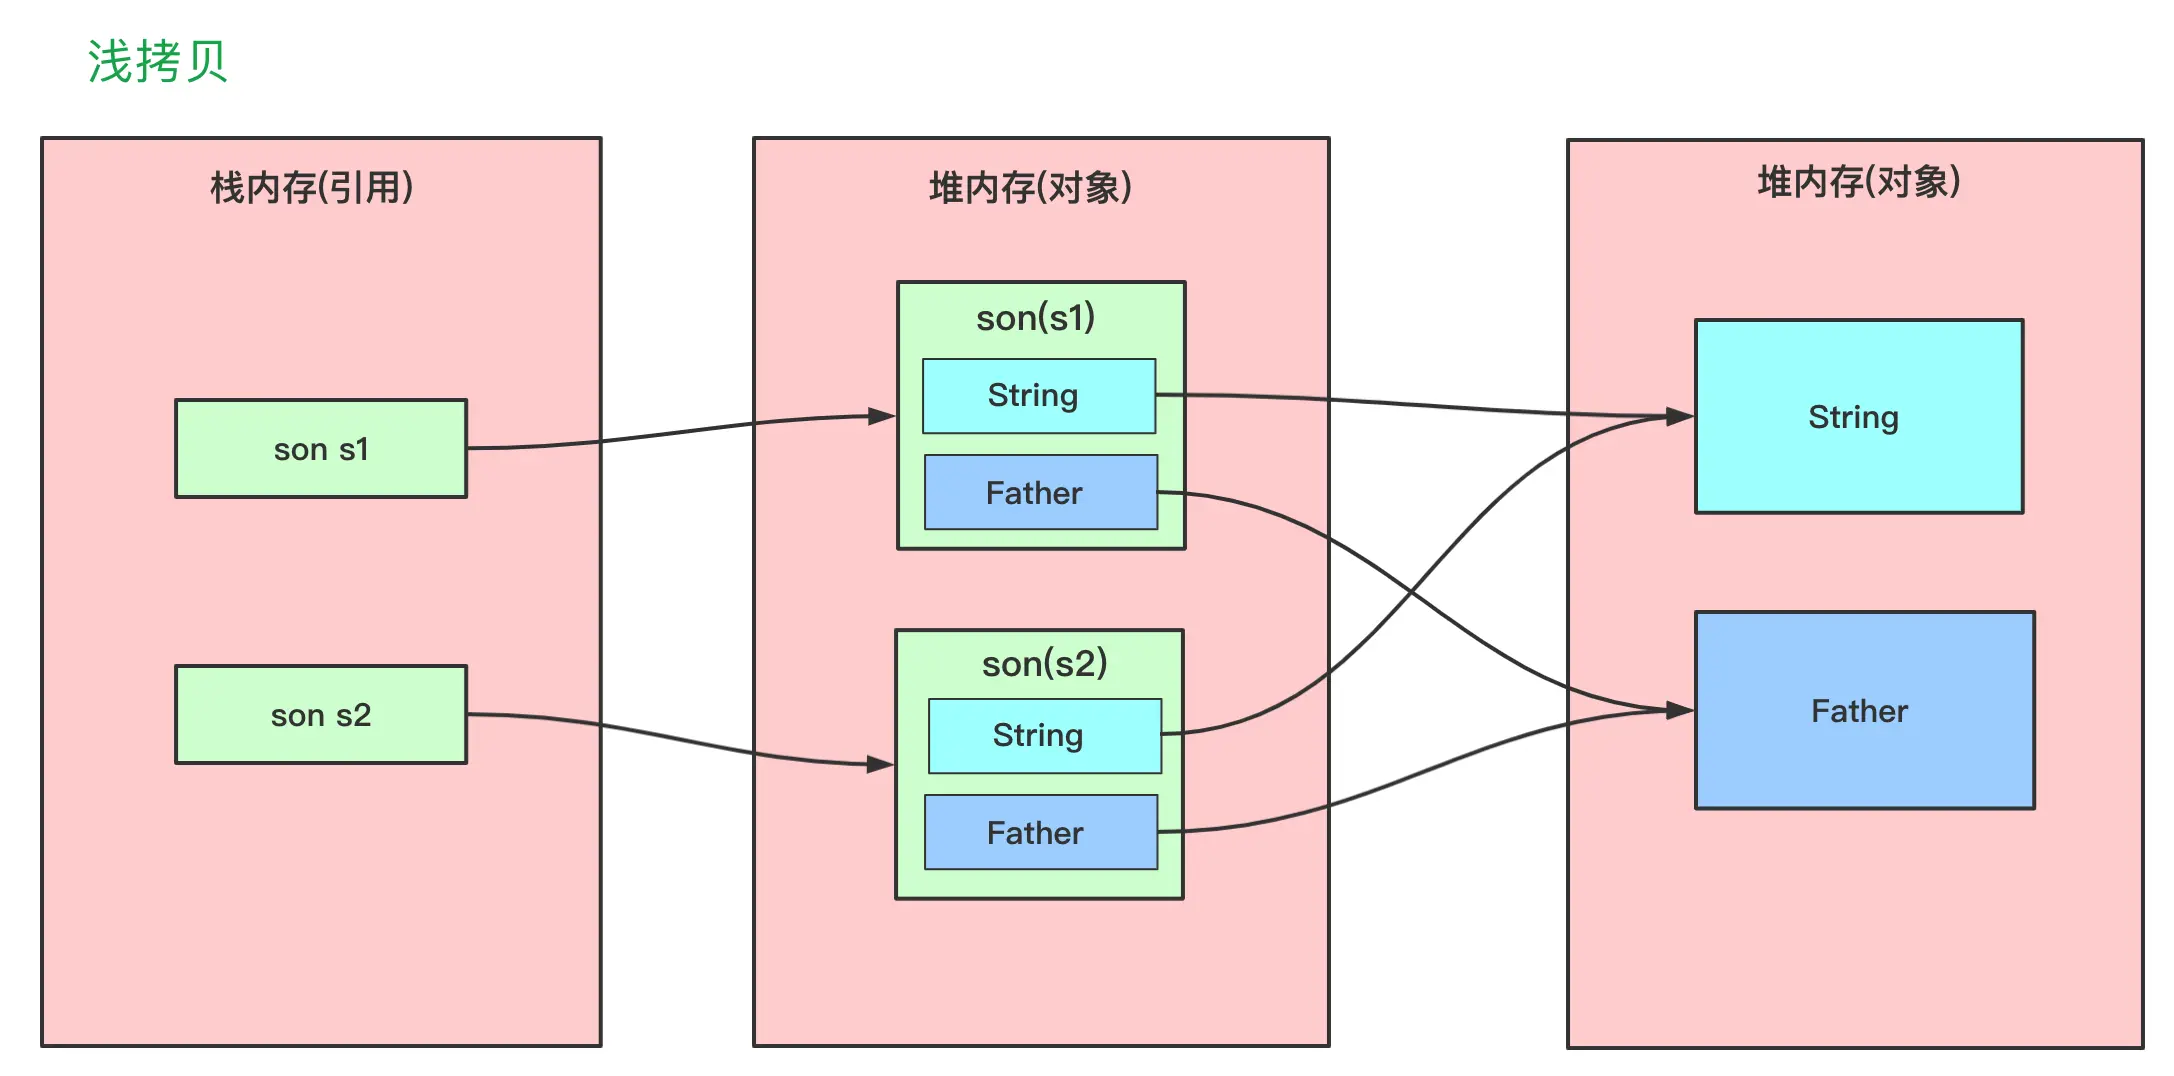 浅拷贝
栈内存(引用)
son s1
son s2
堆内存(对象)
son(s1)
String
Father
son(s2)
String
Father
堆内存(对象)
String
Father